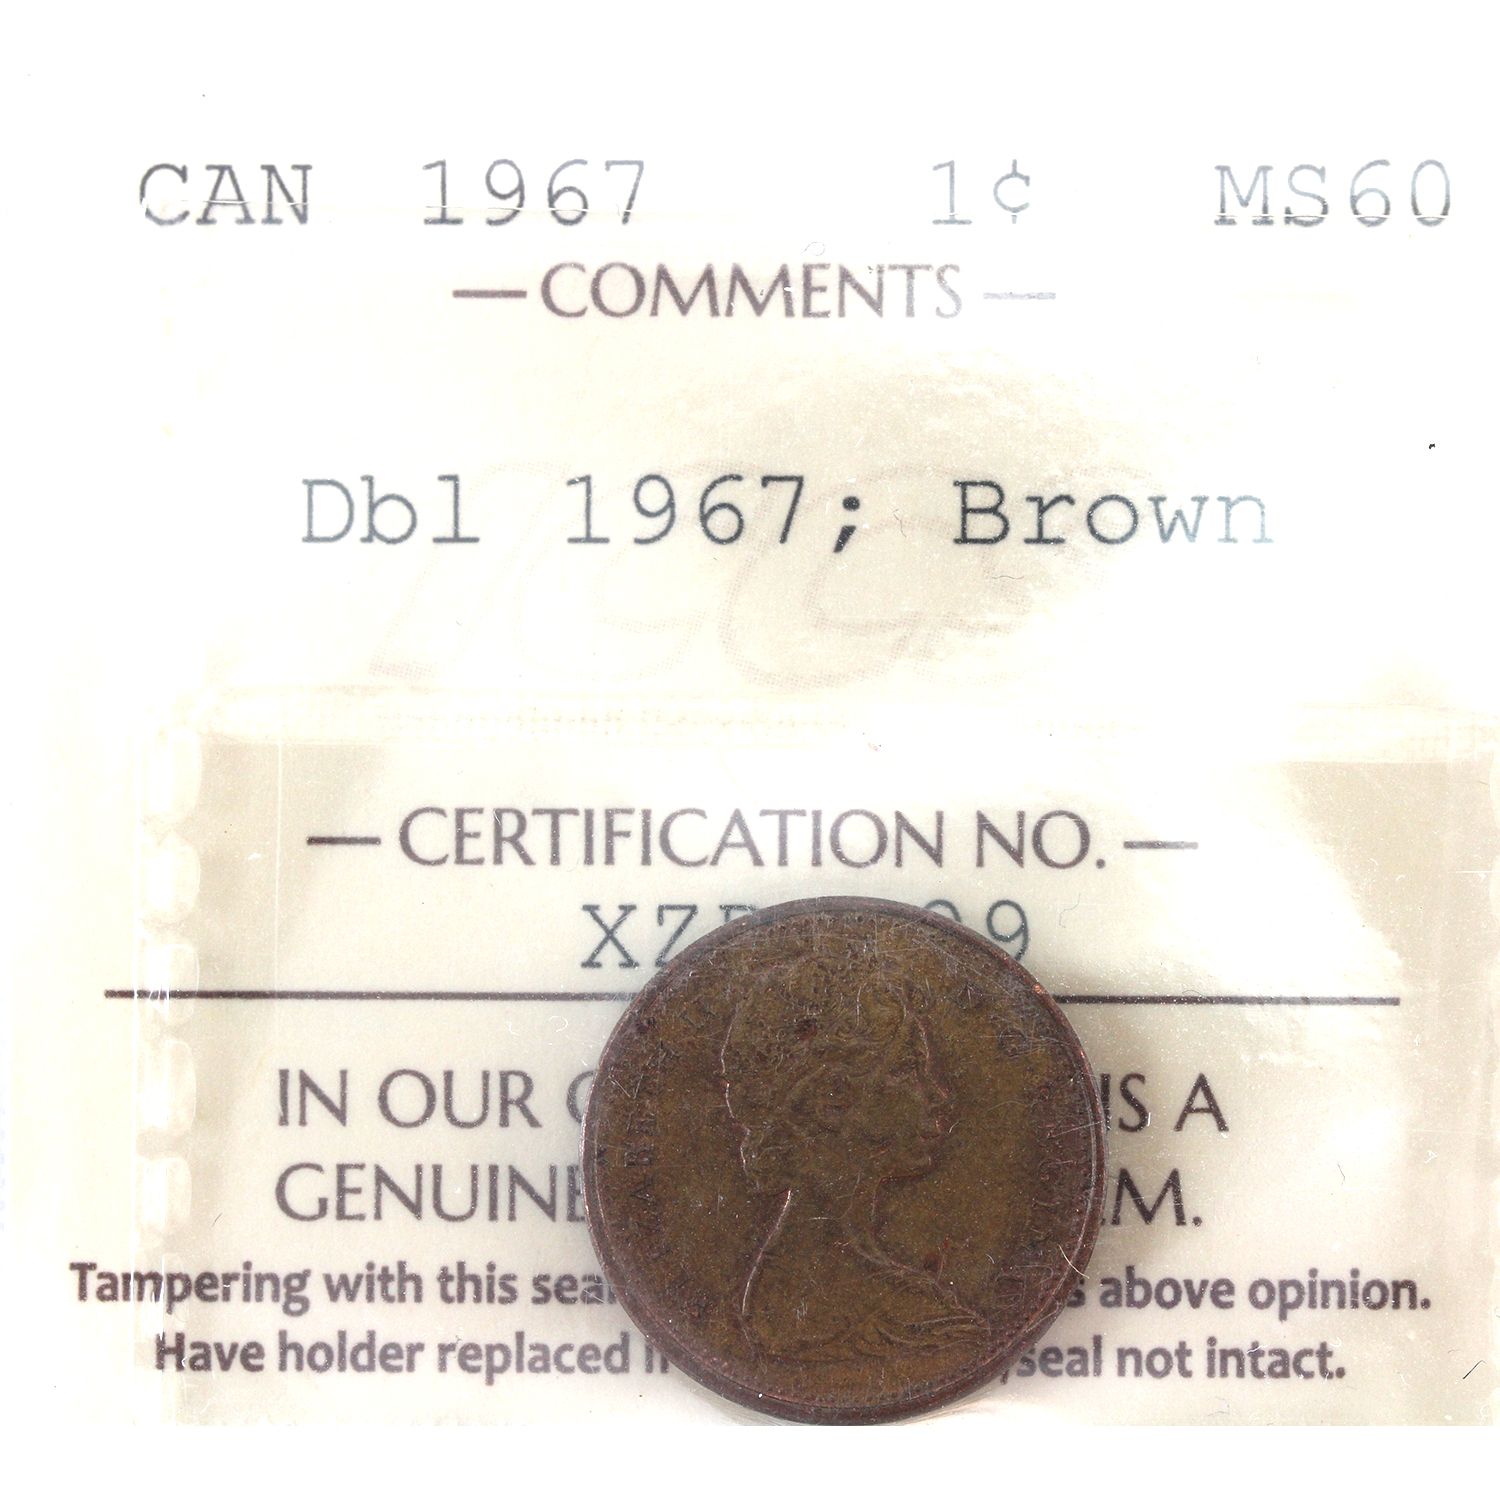 CAN 1967 1¢ MS60
— COMMENTS —
Dbl 1967; Brown
— CERTIFICATION NO. —
IN OUR IS A
GENUINE
Tampering with this seal above opinion.
Have holder replaced seal not intact.